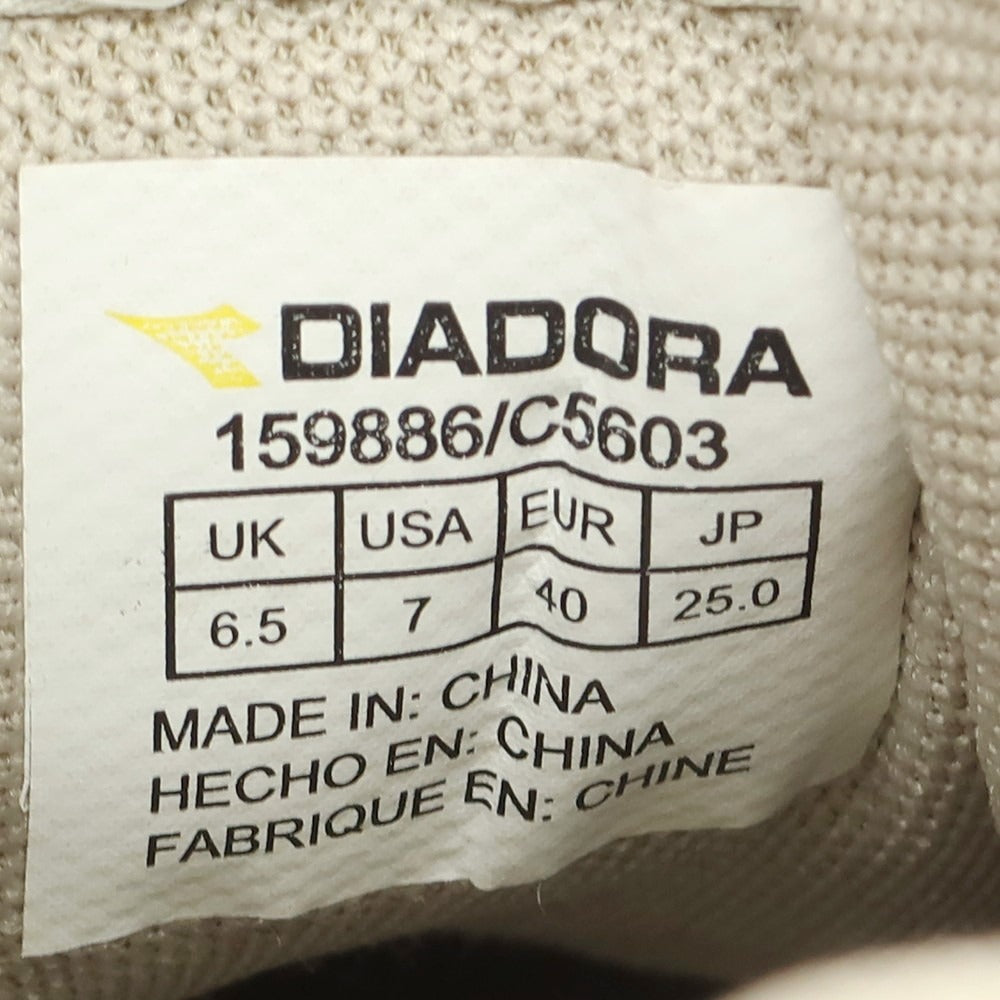 DIADORA
159886/C5603
UK USA EUR JP
6.5 7 40 25.0
MADE IN: CHINA
HECHO EN: CHINA
FABRIQUE EN: CHINE